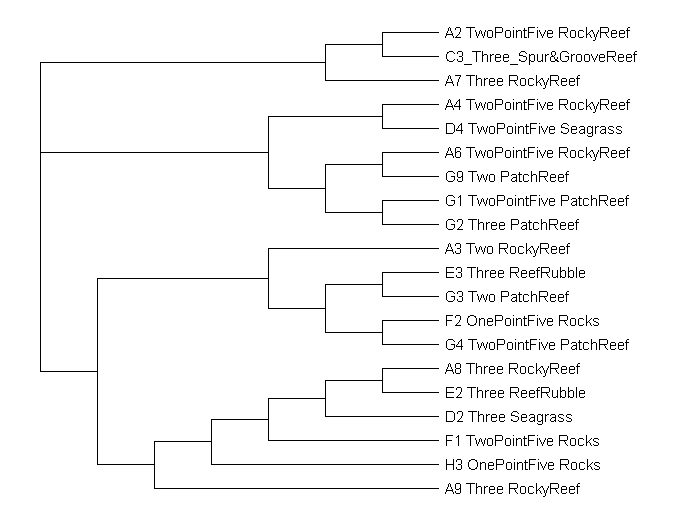 A2 TwoPointFive RockyReef
C3_Three_Spur&GrooveReef
A7 Three RockyReef
A4 TwoPointFive RockyReef
D4 TwoPointFive Seagrass
A6 TwoPointFive RockyReef
G9 Two PatchReef
G1 TwoPointFive PatchReef
G2 Three PatchReef
A3 Two RockyReef
E3 Three ReefRubble
G3 Two PatchReef
F2 OnePointFive Rocks
G4 TwoPointFive PatchReef
A8 Three RockyReef
E2 Three ReefRubble
D2 Three Seagrass
F1 TwoPointFive Rocks
H3 OnePointFive Rocks
A9 Three RockyReef